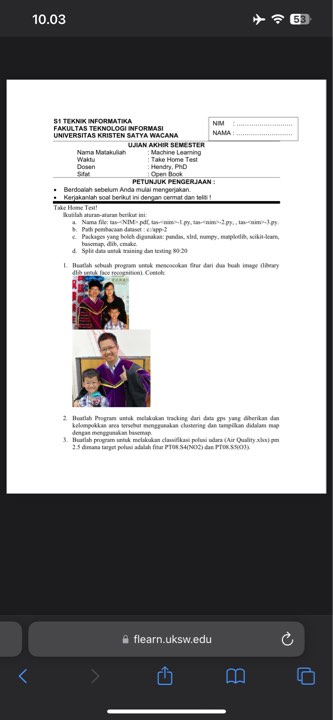 10.03
53
S1 TEKNIK INFORMATIKA
FAKULTAS TEKNOLOGI INFORMASI
UNIVERSITAS KRISTEN SATYA WACANA
NIM : ............................
NAMA : ............................
UJIAN AKHIR SEMESTER
Nama Matakuliah : Machine Learning
Waktu : Take Home Test
Dosen : Hendry, PhD
Sifat : Open Book
PETUNJUK PENGERJAAN :
• Berdoalah sebelum Anda mulai mengerjakan.
• Kerjakanlah soal berikut ini dengan cermat dan teliti !
Take Home Test!
Ikutilah aturan-aturan berikut ini:
a. Nama file: tas-<NIM>.pdf, tas-<nim>-1.py, tas-<nim>-2.py, , tas-<nim>-3.py.
b. Path pembacaan dataset : c:/app-2
c. Packages yang boleh digunakan: pandas, xlrd, numpy, matplotlib, scikit-learn,
basemap, dlib, cmake.
d. Split data untuk training dan testing 80:20
1. Buatlah sebuah program untuk mencocokan fitur dari dua buah image (library
dlib untuk face recognition). Contoh:
2. Buatlah Program untuk melakukan tracking dari data gps yang diberikan dan
kelompokkan area tersebut menggunakan clustering dan tampilkan didalam map
dengan menggunakan basemap.
3. Buatlah program untuk melakukan classifikasi polusi udara (Air Quality.xlsx) pm
2.5 dimana target polusi adalah fitur PT08.S4(NO2) dan PT08.S5(O3).
flearn.uksw.edu